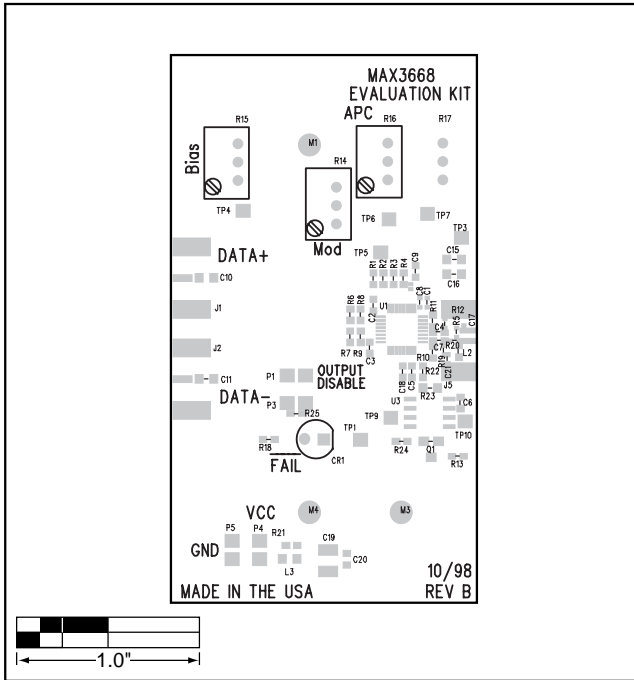 MAX3668
EVALUATION KIT
APC
R15
R16
R17
Bias
M1
R14
TP4
TP6
TP7
Mod
TP3
TP5
DATA+
C15
C16
C10
R1
R2
R3
R4
C9
C8
C1
J1
R6
R8
C2
U1
R11
R12
C4
R5
C17
J2
R7
R9
C3
C7
R20
L2
R10
R19
C21
P1
OUTPUT
DISABLE
C18
C5
R22
J5
C11
R23
DATA-
P3
R25
U3
C6
TP9
TP10
R18
CR1
TP1
R24
Q1
R13
FAIL
VCC
M4
M3
P5
P4
R21
C19
GND
C20
L3
10/98
MADE IN THE USA
REV B
1.0"